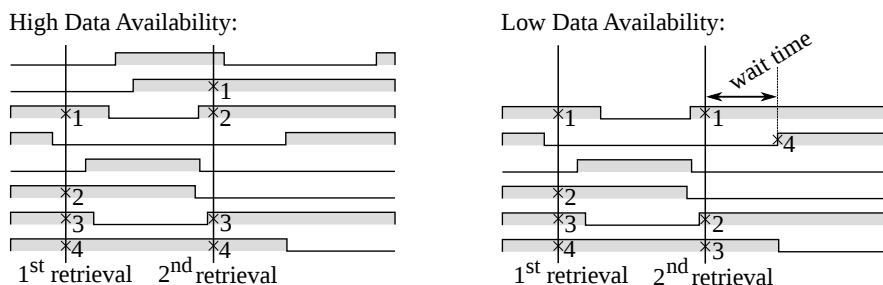 High Data Availability:
1
1 2
2
3 3
4 4
1st retrieval 2nd retrieval
Low Data Availability:
wait time
1 1
4
2
3 2
4 3
1st retrieval 2nd retrieval